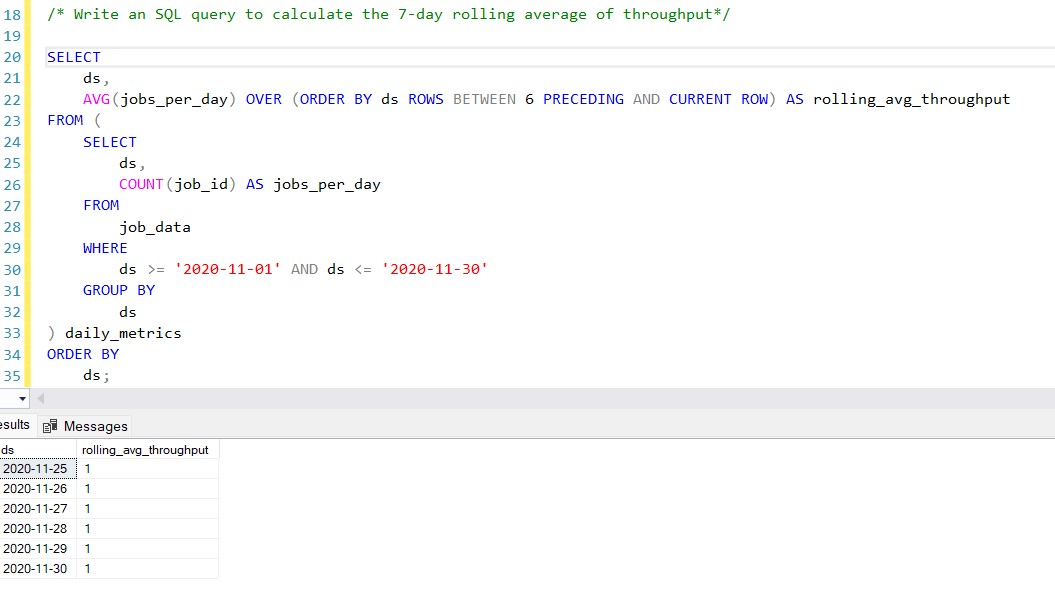 18 /* Write an SQL query to calculate the 7-day rolling average of throughput*/
19
20 SELECT
21 ds,
22 AVG(jobs_per_day) OVER (ORDER BY ds ROWS BETWEEN 6 PRECEDING AND CURRENT ROW) AS rolling_avg_throughput
23 FROM (
24 SELECT
25 ds,
26 COUNT(job_id) AS jobs_per_day
27 FROM
28 job_data
29 WHERE
30 ds >= '2020-11-01' AND ds <= '2020-11-30'
31 GROUP BY
32 ds
33 ) daily_metrics
34 ORDER BY
35 ds;
esults Messages
ds rolling_avg_throughput
2020-11-25 1
2020-11-26 1
2020-11-27 1
2020-11-28 1
2020-11-29 1
2020-11-30 1